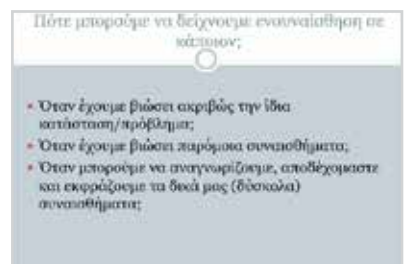 Πότε μπορούμε να δείχνουμε ενσυναίσθηση σε
κάποιον;
Όταν έχουμε βιώσει ακριβώς την ίδια
κατάσταση/πρόβλημα;
Όταν έχουμε βιώσει παρόμοια συναισθήματα;
Όταν μπορούμε να αναγνωρίζουμε, αποδέχομαστε
και εκφράζουμε τα δικά μας (δύσκολα)
συναισθήματα;